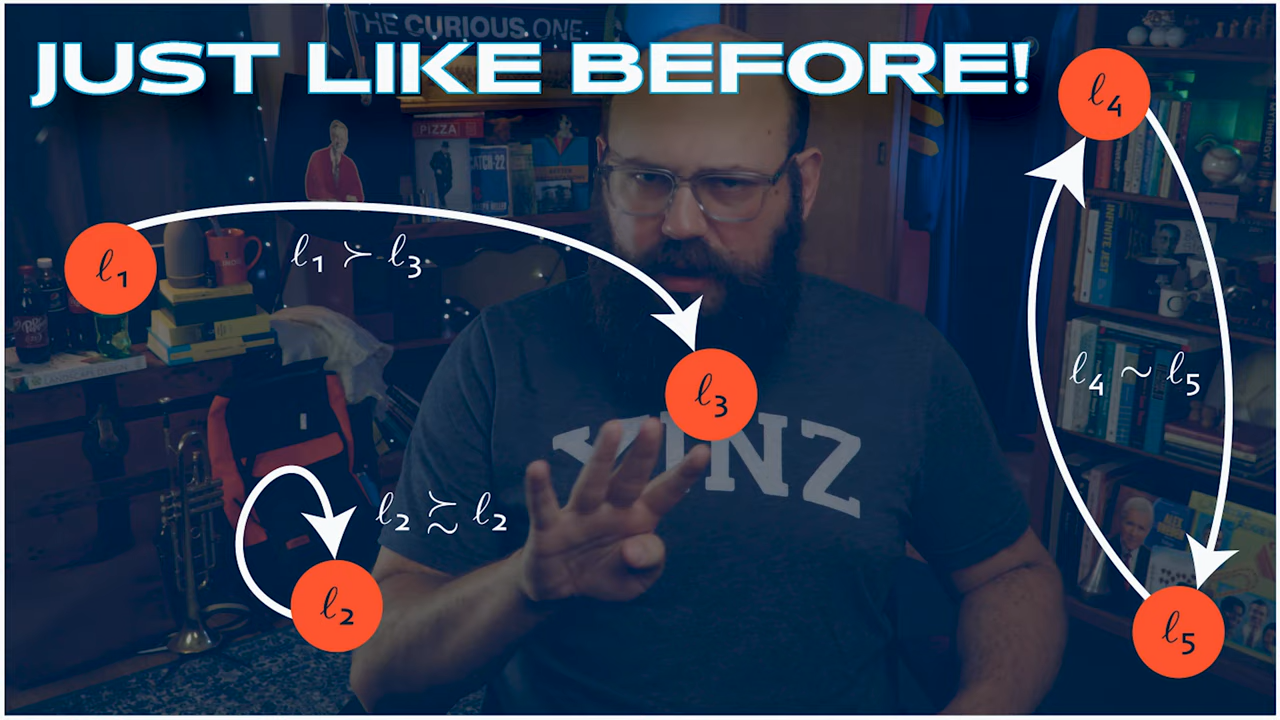 THE CURIOUS ONE
JUST LIKE BEFORE!
ℓ4
PIZZA
CATCH-22
ℓ1
ℓ1 ≻ ℓ3
INFINITE JEST
ℓ3
ℓ4 ∼ ℓ5
YINZ
ℓ2 ≿ ℓ2
ℓ2
ℓ5